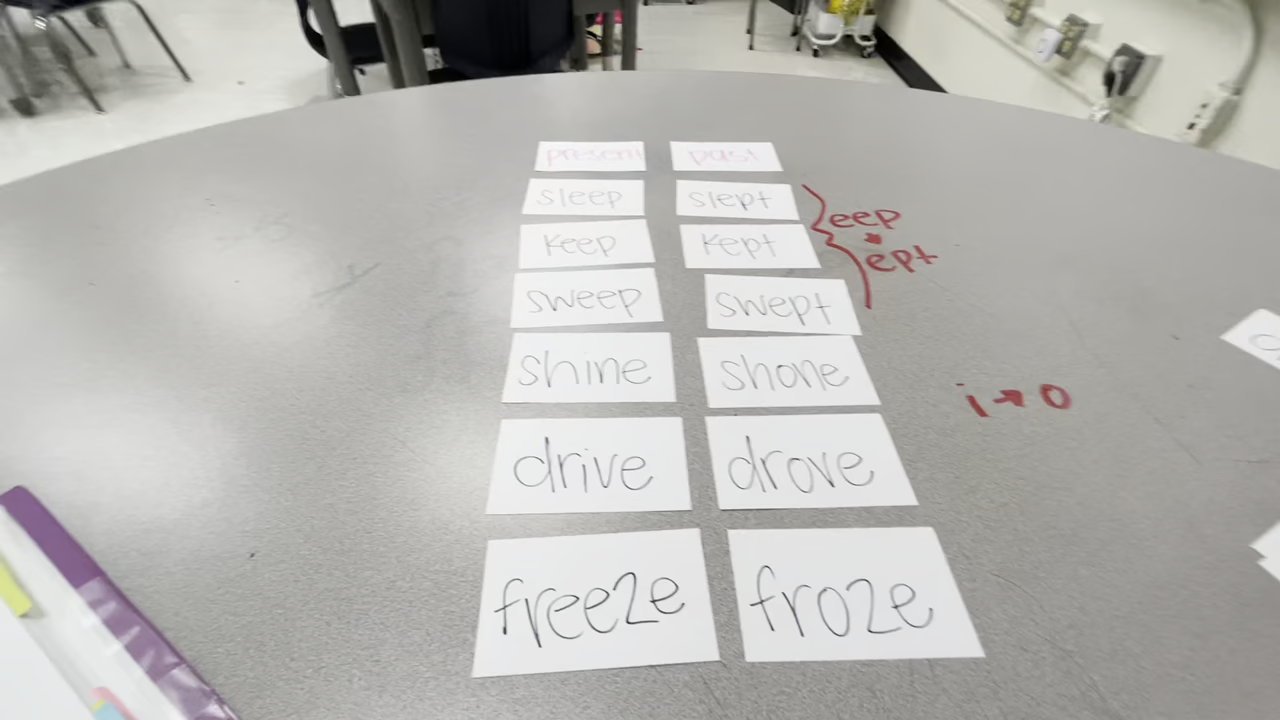 present past
sleep slept
keep kept
eep
ept
sweep swept
shine shone
i→o
drive drove
freeze froze